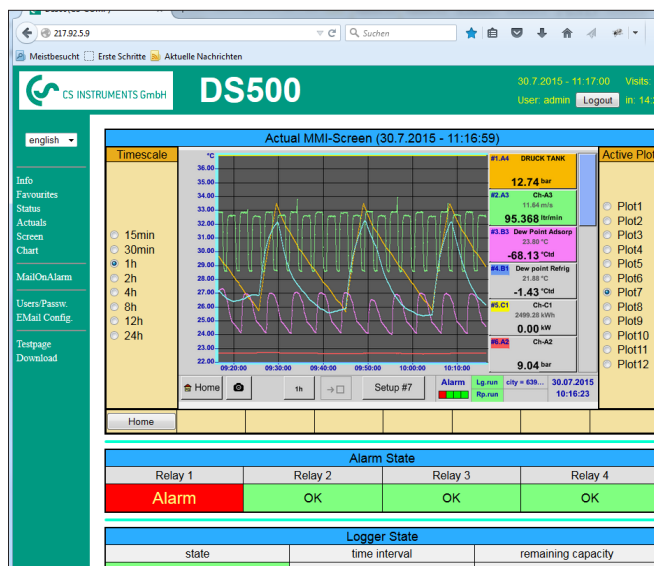 217.92.5.9
Suchen
Meistbesucht Erste Schritte Aktuelle Nachrichten
CS INSTRUMENTS GmbH
DS500
30.7.2015 - 11:17:00 Visits:
User: admin Logout in: 14:
english
Info
Favourites
Status
Actuals
Screen
Chart
MailOnAlarm
Users/Passw.
EMail Config.
Testpage
Download
Actual MMI-Screen (30.7.2015 - 11:16:59)
Timescale
15min
30min
1h
2h
4h
8h
12h
24h
°C
36.00
35.00
34.00
33.00
32.00
31.00
30.00
29.00
28.00
27.00
26.00
25.00
24.00
23.00
22.00
09:20:00 09:30:00 09:40:00 09:50:00 10:00:00 10:10:00
#1.A4 DRUCK TANK
12.74 bar
#2.A3 Ch-A3
11.64 m/s
95.368 ltr/min
#3.B3 Dew Point Adsorp
23.80 °C
-68.13 °Ctd
#4.B1 Dew point Refrig
21.88 °C
-1.43 °Ctd
#5.C1 Ch-C1
2499.28 kWh
0.00 kW
#6.A2 Ch-A2
9.04 bar
Home 1h Setup #7
Alarm Lg.run city = 639...
Rp.run
30.07.2015
10:16:23
Active Plot
Plot1
Plot2
Plot3
Plot4
Plot5
Plot6
Plot7
Plot8
Plot9
Plot10
Plot11
Plot12
Home
Alarm State
Relay 1 Relay 2 Relay 3 Relay 4
Alarm OK OK OK
Logger State
state time interval remaining capacity